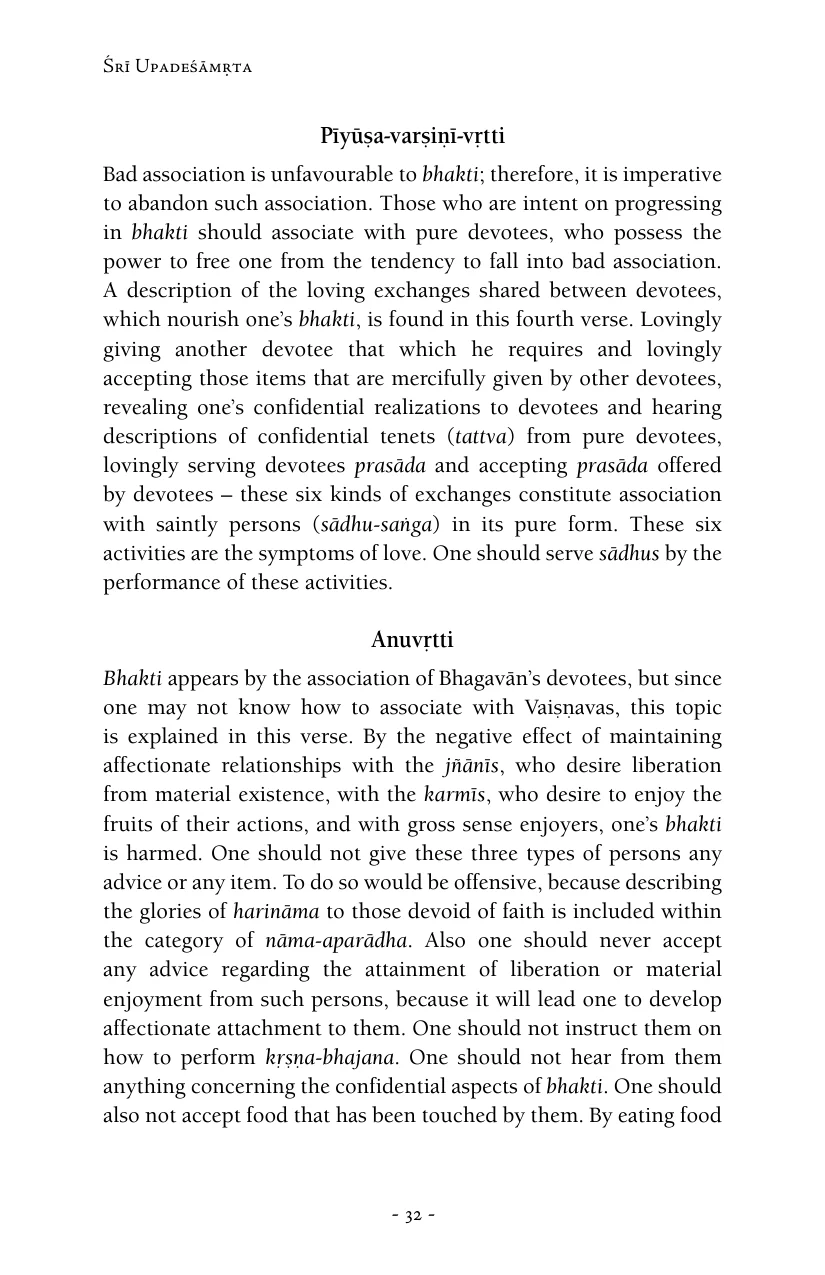 Śrī Upadeśāmṛta
Pīyūṣa-varṣiṇī-vṛtti
Bad association is unfavourable to bhakti; therefore, it is imperative
to abandon such association. Those who are intent on progressing
in bhakti should associate with pure devotees, who possess the
power to free one from the tendency to fall into bad association.
A description of the loving exchanges shared between devotees,
which nourish one’s bhakti, is found in this fourth verse. Lovingly
giving another devotee that which he requires and lovingly
accepting those items that are mercifully given by other devotees,
revealing one’s confidential realizations to devotees and hearing
descriptions of confidential tenets (tattva) from pure devotees,
lovingly serving devotees prasāda and accepting prasāda offered
by devotees – these six kinds of exchanges constitute association
with saintly persons (sādhu-saṅga) in its pure form. These six
activities are the symptoms of love. One should serve sādhus by the
performance of these activities.
Anuvṛtti
Bhakti appears by the association of Bhagavān’s devotees, but since
one may not know how to associate with Vaiṣṇavas, this topic
is explained in this verse. By the negative effect of maintaining
affectionate relationships with the jñānīs, who desire liberation
from material existence, with the karmīs, who desire to enjoy the
fruits of their actions, and with gross sense enjoyers, one’s bhakti
is harmed. One should not give these three types of persons any
advice or any item. To do so would be offensive, because describing
the glories of harināma to those devoid of faith is included within
the category of nāma-aparādha. Also one should never accept
any advice regarding the attainment of liberation or material
enjoyment from such persons, because it will lead one to develop
affectionate attachment to them. One should not instruct them on
how to perform kṛṣṇa-bhajana. One should not hear from them
anything concerning the confidential aspects of bhakti. One should
also not accept food that has been touched by them. By eating food
- 32 -